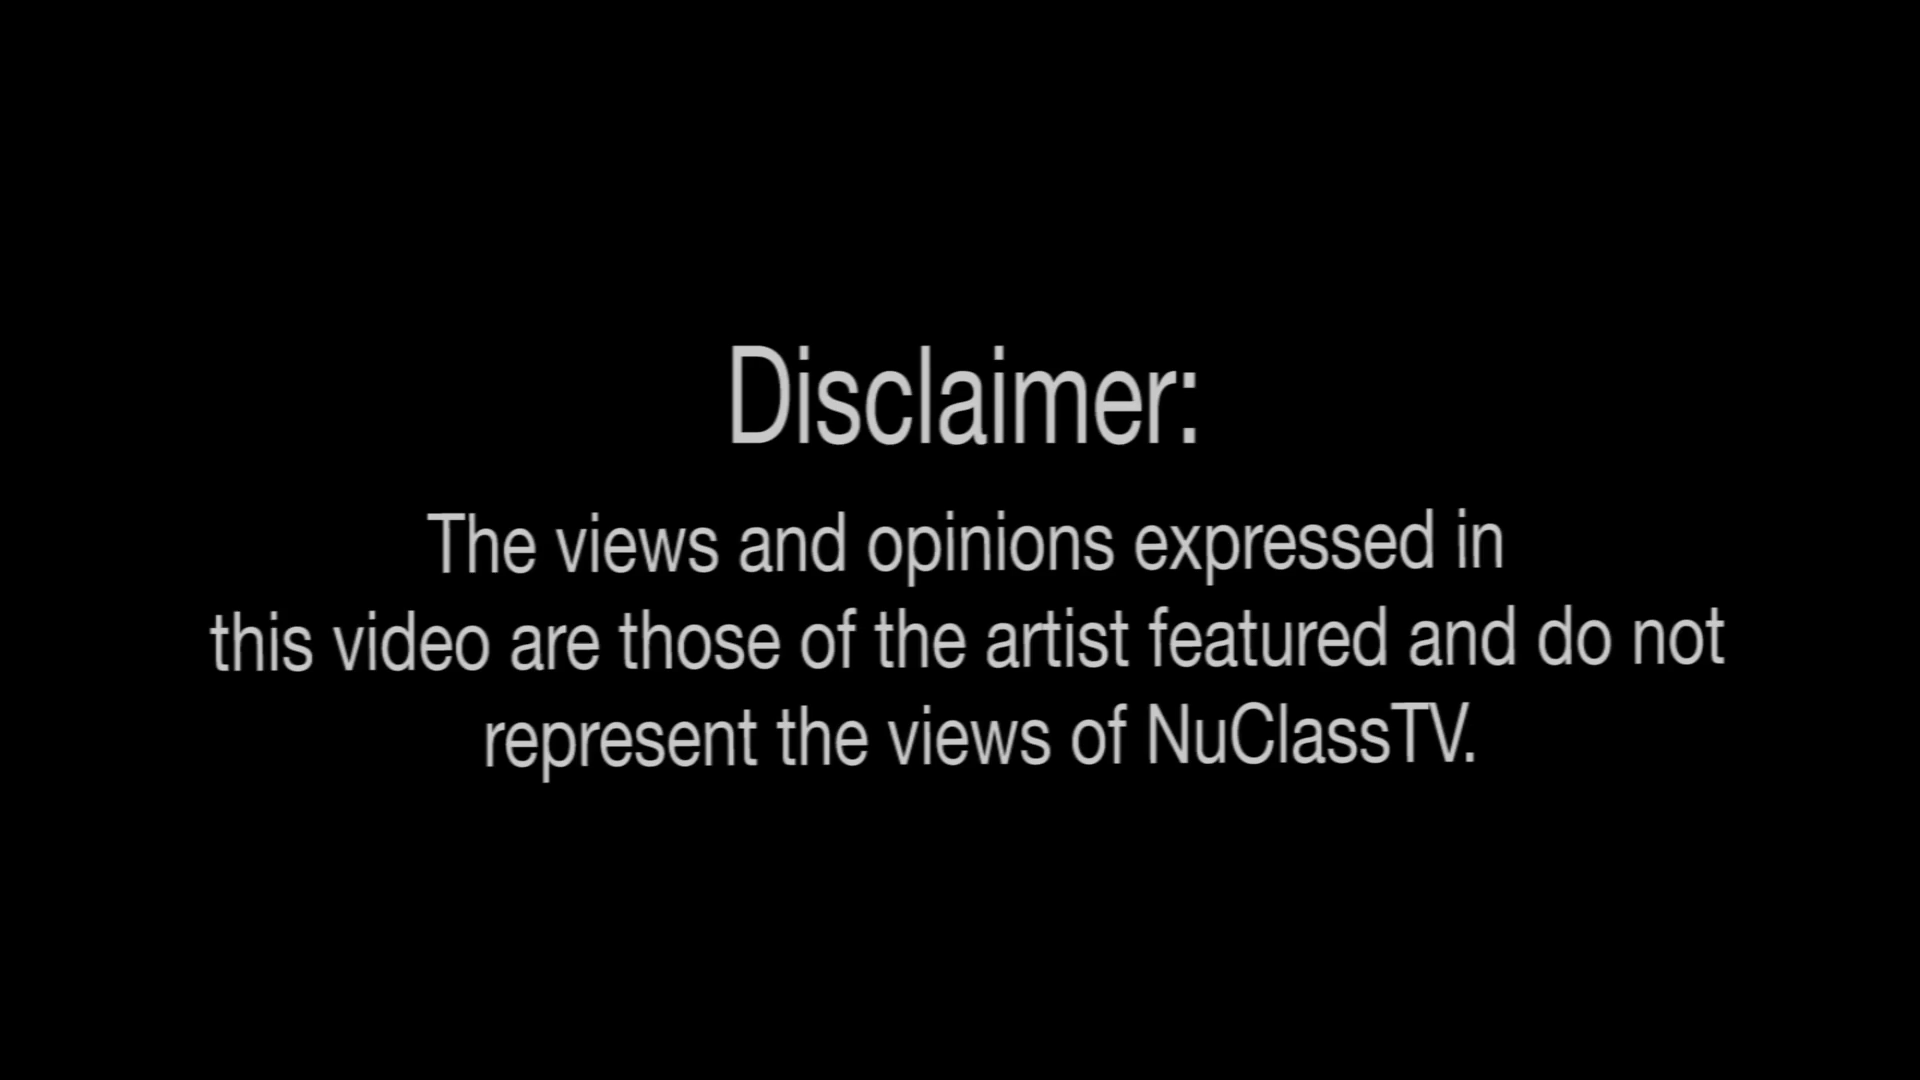 Disclaimer:
The views and opinions expressed in
this video are those of the artist featured and do not
represent the views of NuClassTV.